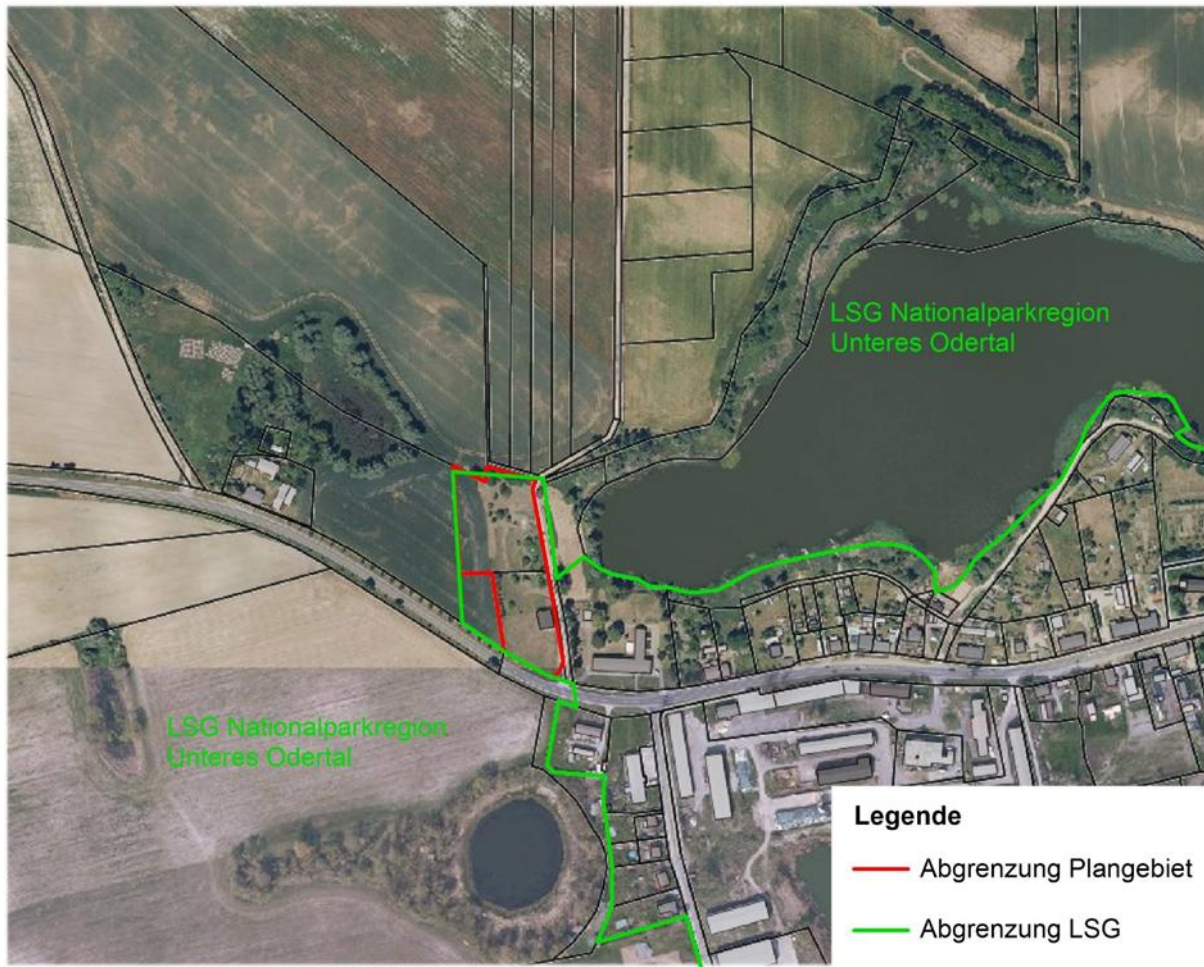 LSG Nationalparkregion
Unteres Odertal
LSG Nationalparkregion
Unteres Odertal
Legende
Abgrenzung Plangebiet
Abgrenzung LSG